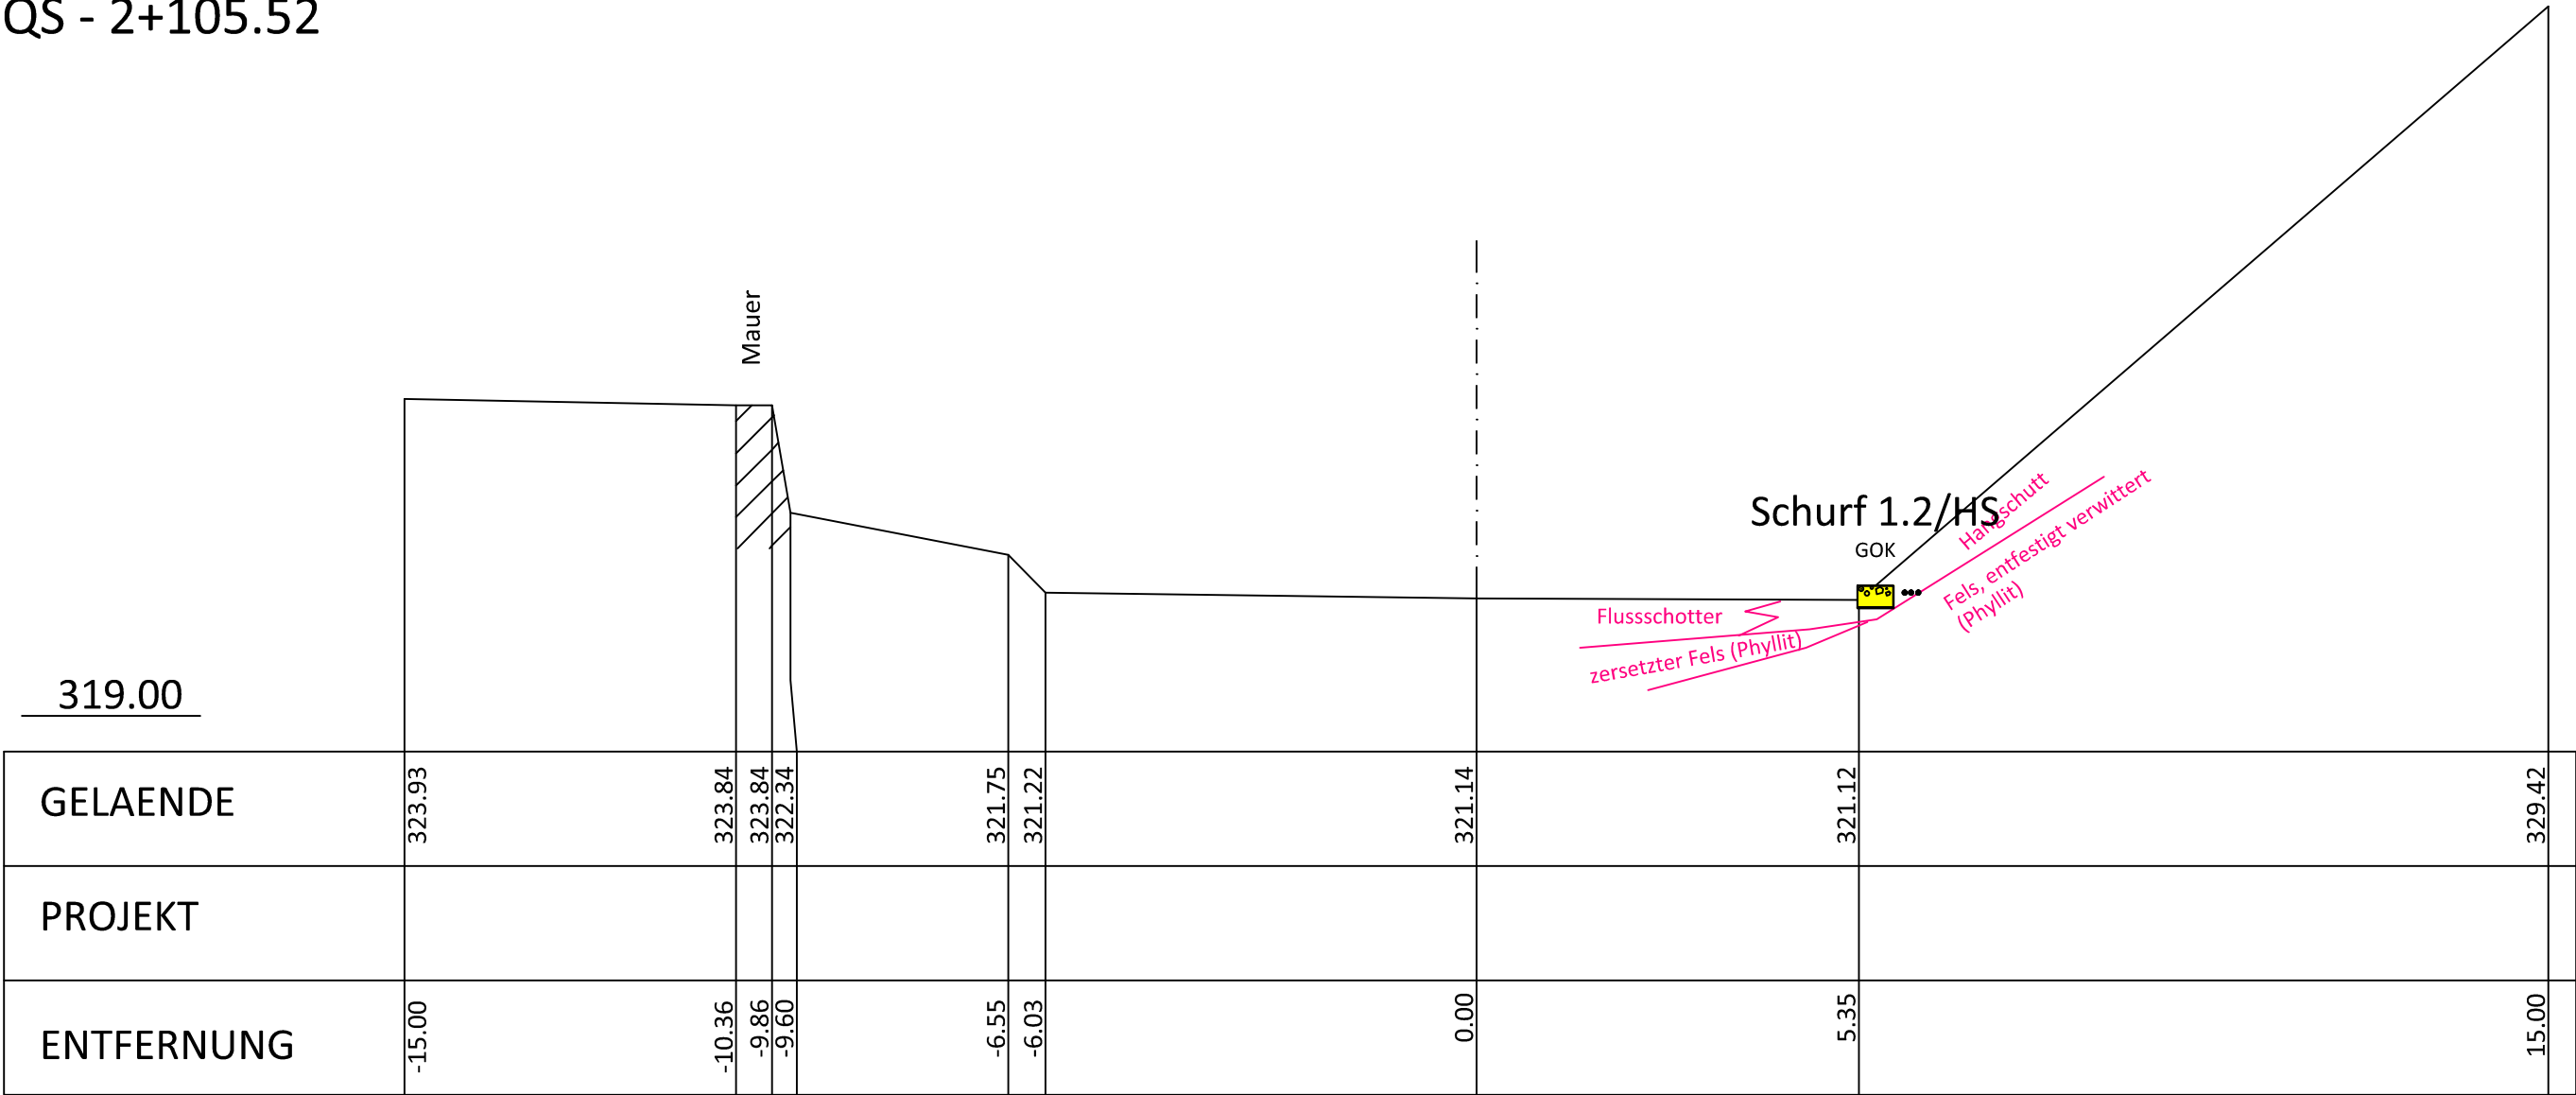 QS - 2+105.52
Mauer
Schurf 1.2/HS
GOK
Hangschutt
Fels, entfestigt verwittert
(Phyllit)
Flussschotter
zersetzter Fels (Phyllit)
319.00
GELAENDE 323.93 323.84 323.84 322.34 321.75 321.22 321.14 321.12 329.42
PROJEKT
ENTFERNUNG -15.00 -10.36 -9.86 -9.60 -6.55 -6.03 0.00 5.35 15.00